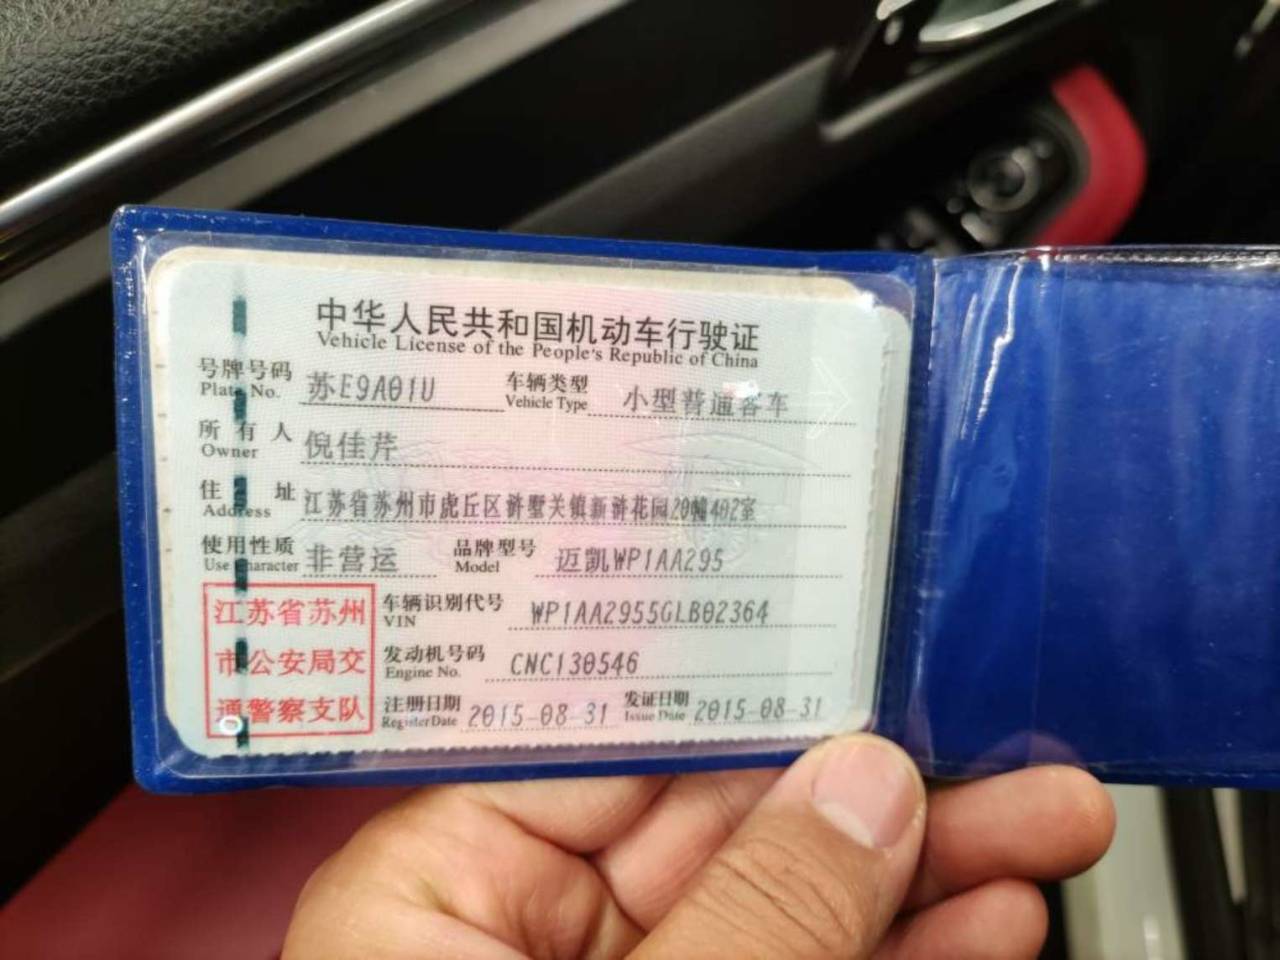 中华人民共和国机动车行驶证
Vehicle License of the People's Republic of China
号牌号码 苏E9A01U 车辆类型 小型普通客车
Plate No. Vehicle Type
所有人 倪佳芹
Owner
住址 江苏省苏州市虎丘区浒墅关镇新浒花园20幢402室
Address
使用性质 非营运 品牌型号 迈凯WP1AA295
Use Character Model
江苏省苏州 车辆识别代号 WP1AA2955GLB02364
VIN
市公安局交 发动机号码 CNC130546
Engine No.
通警察支队 注册日期 2015-08-31 发证日期 2015-08-31
Register Date Issue Date